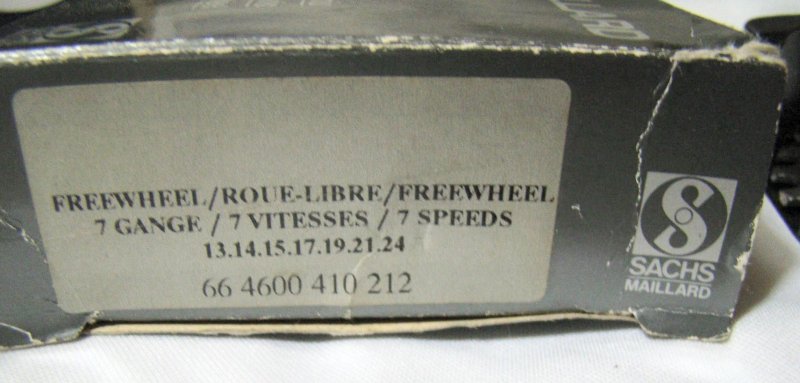 LLARD
FREEWHEEL/ROUE-LIBRE/FREEWHEEL
7 GANGE / 7 VITESSES / 7 SPEEDS
13.14.15.17.19.21.24
66 4600 410 212
SACHS
MAILLARD